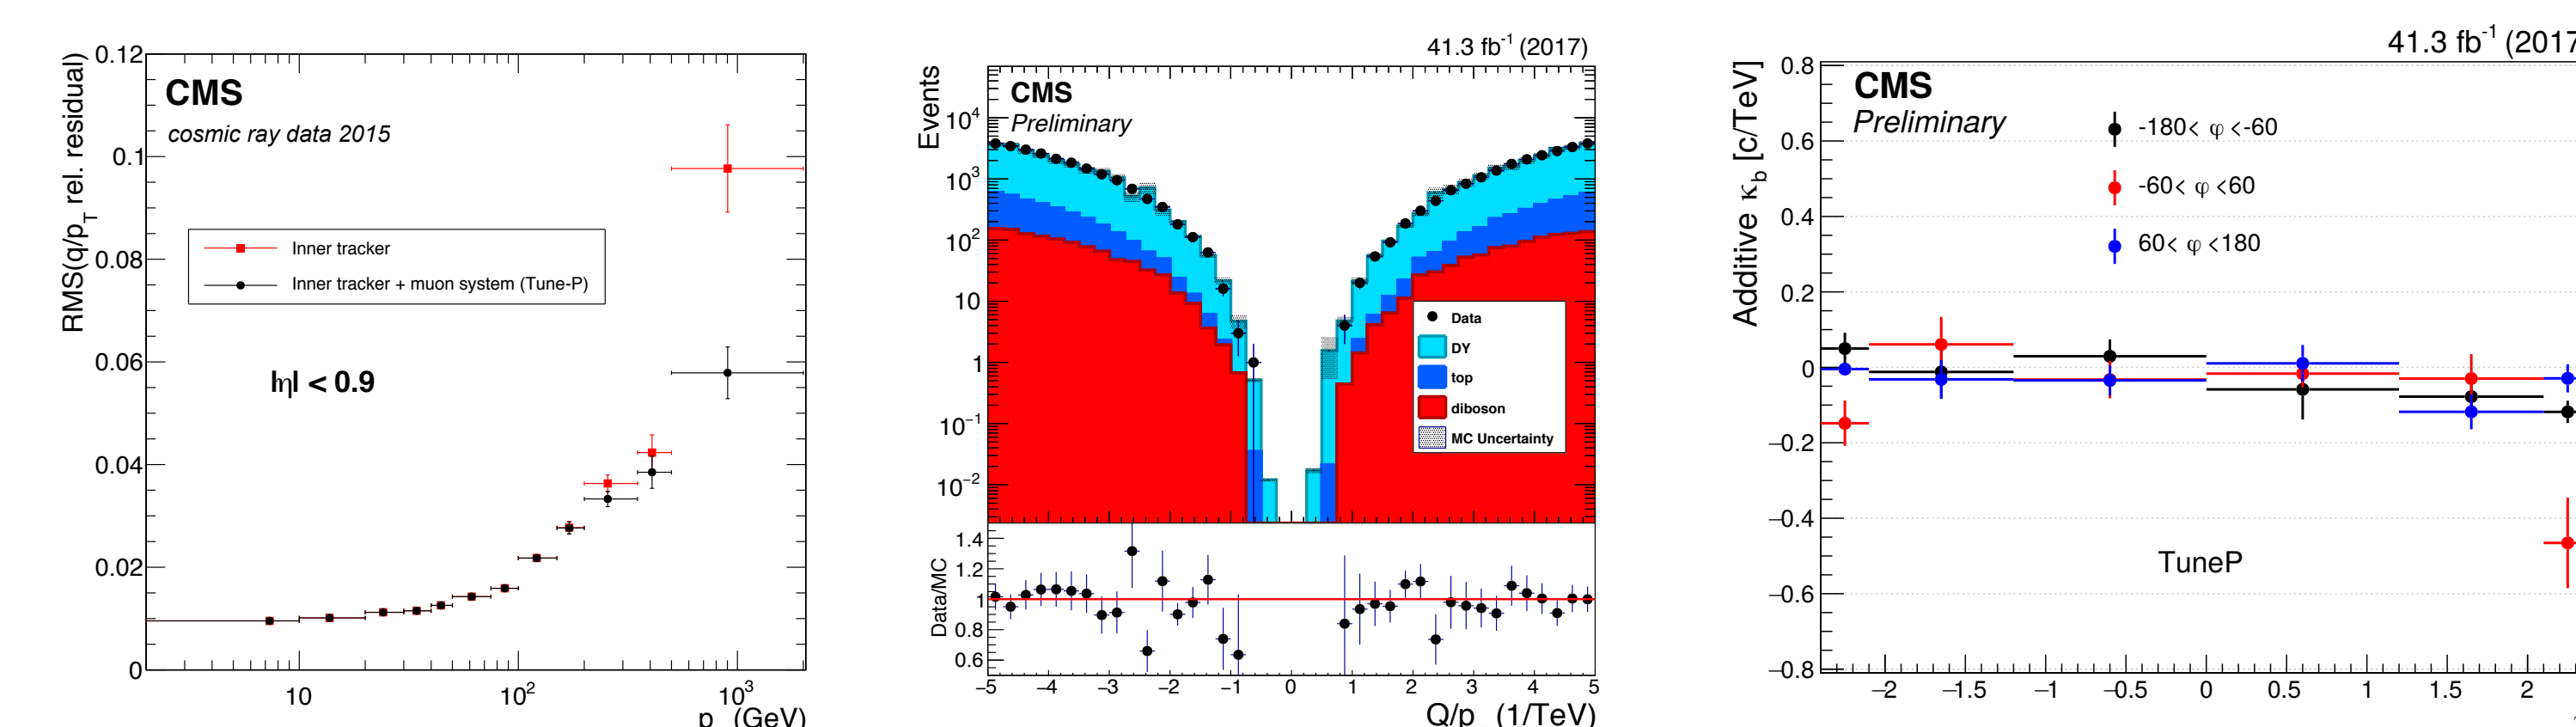 0.12
0.1
0.08
0.06
0.04
0.02
0
RMS(q/p_T rel. residual)
CMS
cosmic ray data 2015
Inner tracker
Inner tracker + muon system (Tune-P)
|η| < 0.9
10
10²
10³
p (GeV)
41.3 fb⁻¹ (2017)
Events
CMS
Preliminary
10⁴
10³
10²
10
1
10⁻¹
10⁻²
Data
DY
top
diboson
MC Uncertainty
Data/MC
1.4
1.2
1
0.8
0.6
−5 −4 −3 −2 −1 0 1 2 3 4 5
Q/p (1/TeV)
41.3 fb⁻¹ (2017
Additive κ_b [c/TeV]
CMS
Preliminary
-180< φ <-60
-60< φ <60
60< φ <180
0.8
0.6
0.4
0.2
0
−0.2
−0.4
−0.6
−0.8
TuneP
−2 −1.5 −1 −0.5 0 0.5 1 1.5 2